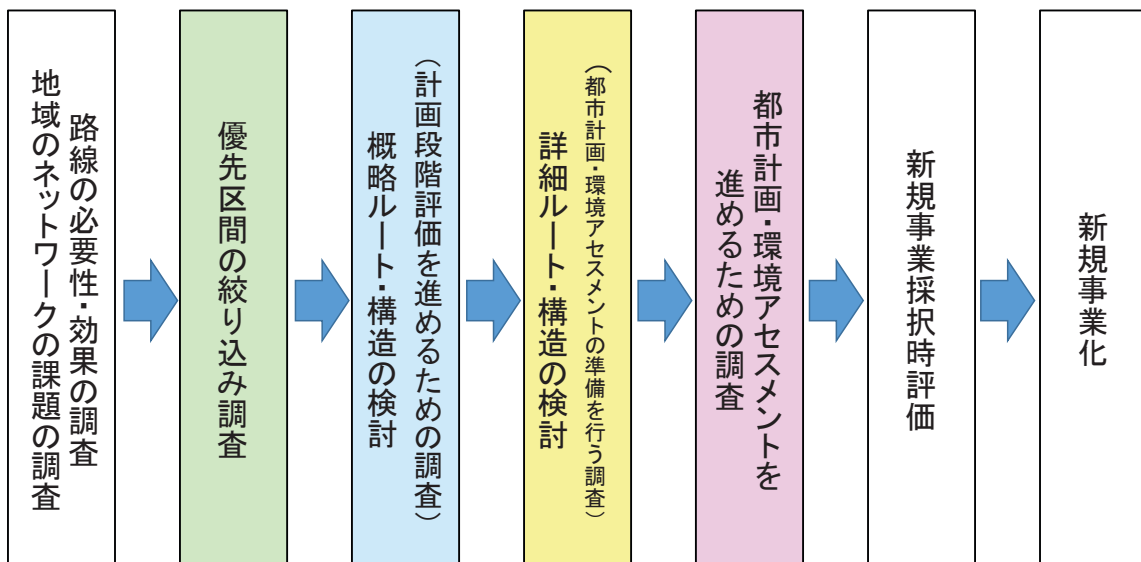 路線の必要性・効果の調査
地域のネットワークの課題の調査
優先区間の絞り込み調査
（計画段階評価を進めるための調査）
概略ルート・構造の検討
（都市計画・環境アセスメントの準備を行う調査）
詳細ルート・構造の検討
都市計画・環境アセスメントを
進めるための調査
新規事業採択時評価
新規事業化